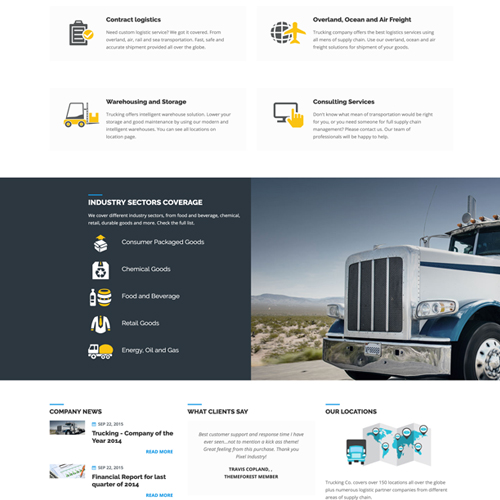 Contract logistics
Need custom logistic service? We got it covered. From
overland, air, rail and sea transportation. Fast, safe and
accurate shipment provided all over the globe.
Overland, Ocean and Air Freight
Trucking company offers the best logistics services using
all mens of supply chain. Use our overland, ocean and air
freight solutions for shipment of your goods.
Warehousing and Storage
Trucking offers intelligent warehouse solution. Lower your
storage and good maintenance by using our modern and
intelligent warehouses. You can see all locations on
location page.
Consulting Services
Don't know what mean of transportation would be right
for you, or you need someone for full supply chain
management? Please contact us. Our team of
professionals will be happy to help.
INDUSTRY SECTORS COVERAGE
We cover different industry sectors, from food and beverage, chemical,
retail, durable goods and more. Check the full list.
Consumer Packaged Goods
Chemical Goods
Food and Beverage
Retail Goods
Energy, Oil and Gas
COMPANY NEWS
SEP 22, 2015
Trucking - Company of the
Year 2014
READ MORE
SEP 22, 2015
Financial Report for last
quarter of 2014
READ MORE
WHAT CLIENTS SAY
Best customer support and response time I have
ever seen...not to mention a kick ass theme!
Great feeling from this purchase. Thank you
Pixel Industry!
TRAVIS COPLAND, ,
THEMEFOREST MEMBER
OUR LOCATIONS
Trucking Co. covers over 150 locations all over the globe
plus numerous logistic partner companies from different
areas of supply chain.